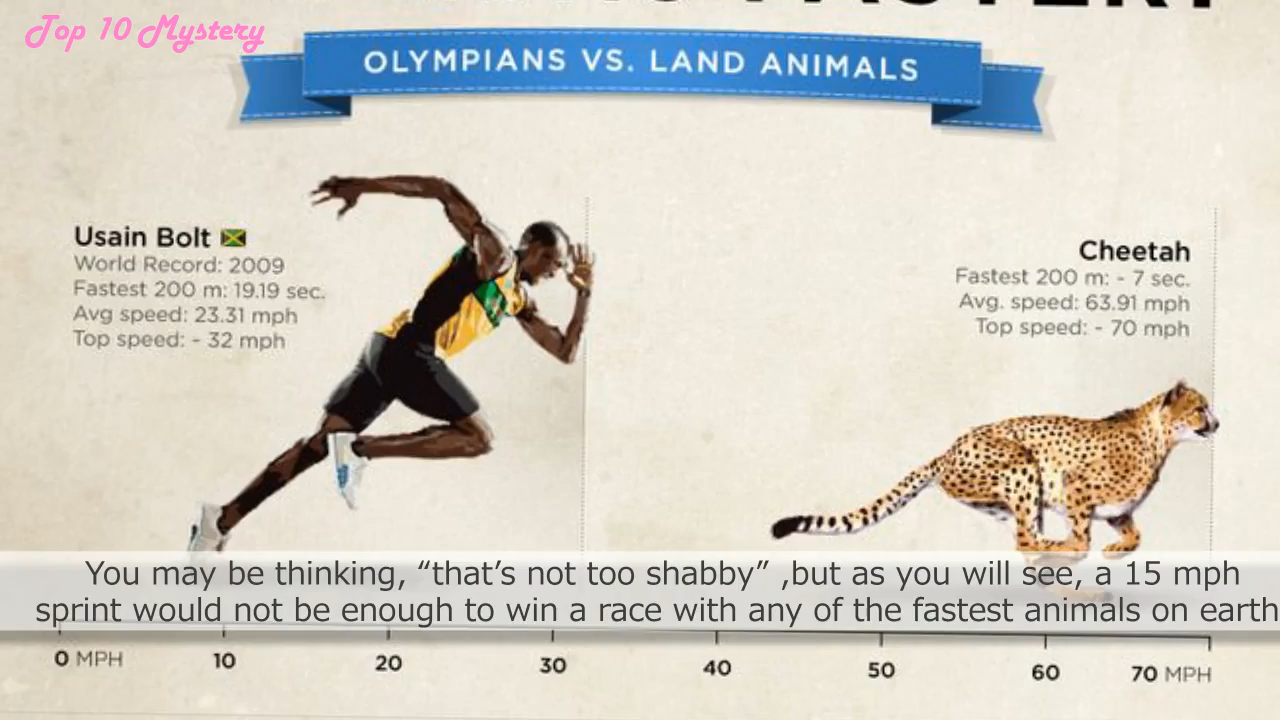 Top 10 Mystery
OLYMPIANS VS. LAND ANIMALS
Usain Bolt
World Record: 2009
Fastest 200 m: 19.19 sec.
Avg speed: 23.31 mph
Top speed: - 32 mph
Cheetah
Fastest 200 m: - 7 sec.
Avg. speed: 63.91 mph
Top speed: - 70 mph
You may be thinking, “that’s not too shabby” ,but as you will see, a 15 mph
sprint would not be enough to win a race with any of the fastest animals on earth
0 MPH 10 20 30 40 50 60 70 MPH